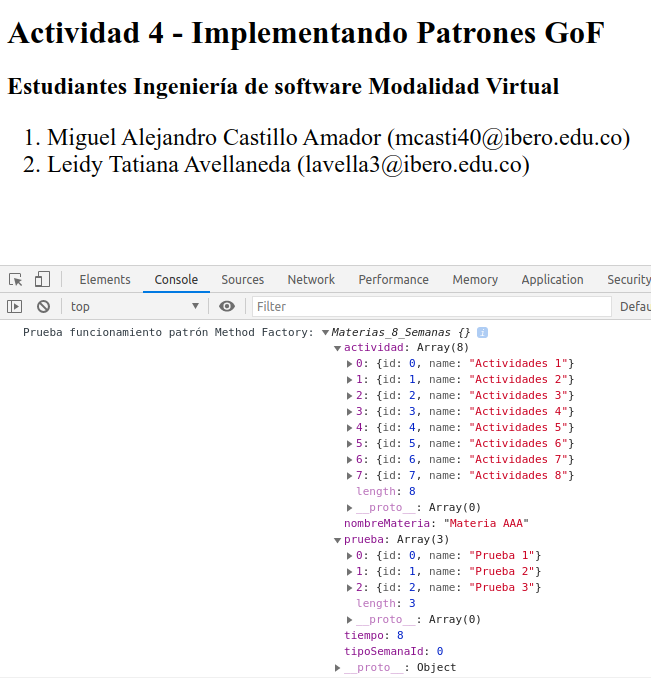 Actividad 4 - Implementando Patrones GoF
Estudiantes Ingeniería de software Modalidad Virtual
1. Miguel Alejandro Castillo Amador (mcasti40@ibero.edu.co)
2. Leidy Tatiana Avellaneda (lavella3@ibero.edu.co)
Elements Console Sources Network Performance Memory Application Security
top Filter Defau
Prueba funcionamiento patrón Method Factory: Materias_8_Semanas {} i
actividad: Array(8)
0: {id: 0, name: "Actividades 1"}
1: {id: 1, name: "Actividades 2"}
2: {id: 2, name: "Actividades 3"}
3: {id: 3, name: "Actividades 4"}
4: {id: 4, name: "Actividades 5"}
5: {id: 5, name: "Actividades 6"}
6: {id: 6, name: "Actividades 7"}
7: {id: 7, name: "Actividades 8"}
length: 8
__proto__: Array(0)
nombreMateria: "Materia AAA"
prueba: Array(3)
0: {id: 0, name: "Prueba 1"}
1: {id: 1, name: "Prueba 2"}
2: {id: 2, name: "Prueba 3"}
length: 3
__proto__: Array(0)
tiempo: 8
tipoSemanaId: 0
__proto__: Object